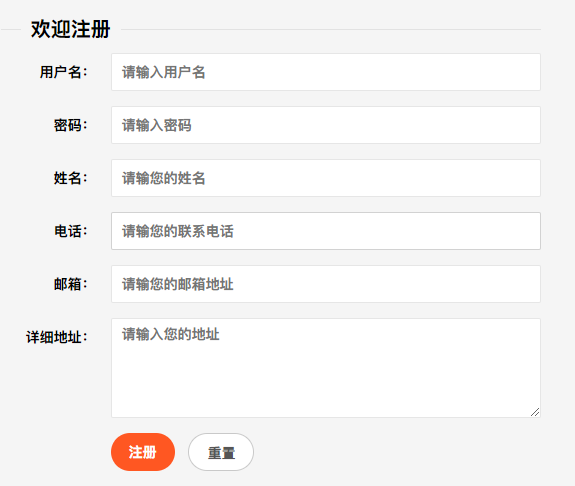 欢迎注册
用户名： 请输入用户名
密码： 请输入密码
姓名： 请输您的姓名
电话： 请输您的联系电话
邮箱： 请输您的邮箱地址
详细地址： 请输入您的地址
注册 重置